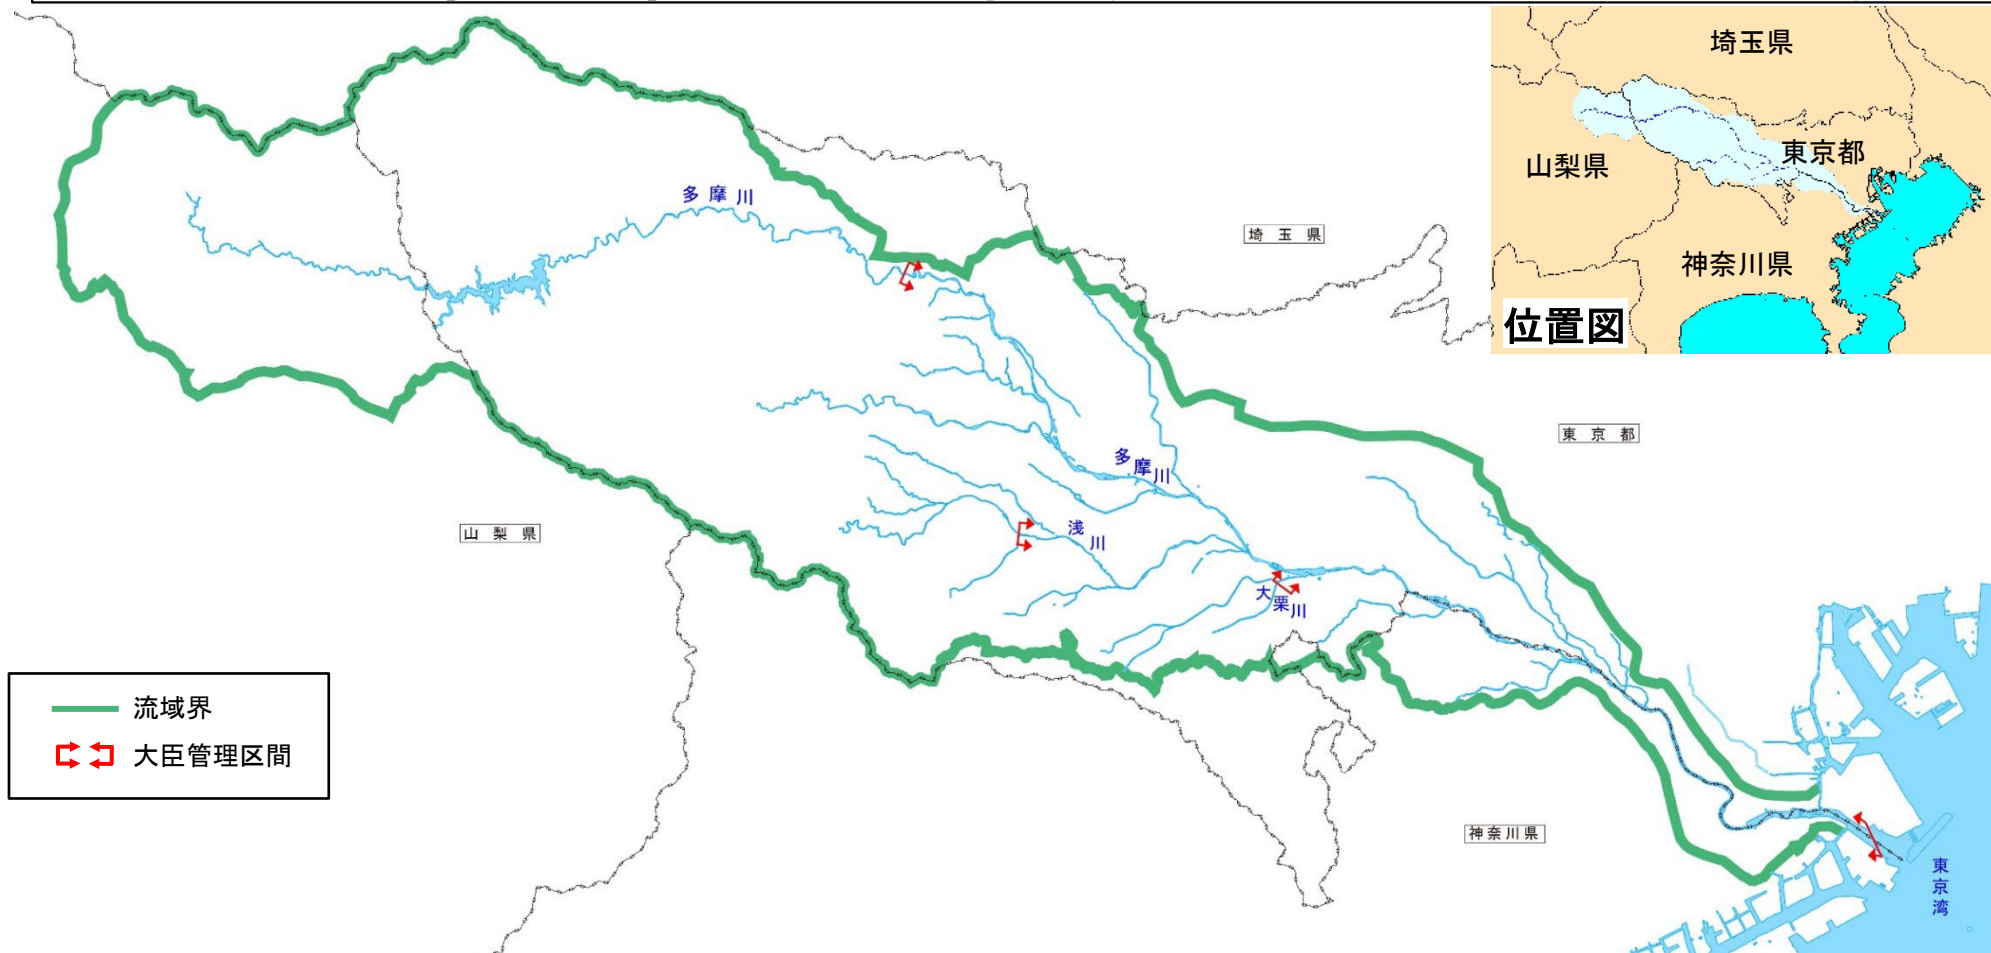 埼玉県
東京都
山梨県
神奈川県
位置図
多摩川
埼玉県
東京都
多摩川
山梨県
浅川
大栗川
流域界
大臣管理区間
神奈川県
東京湾